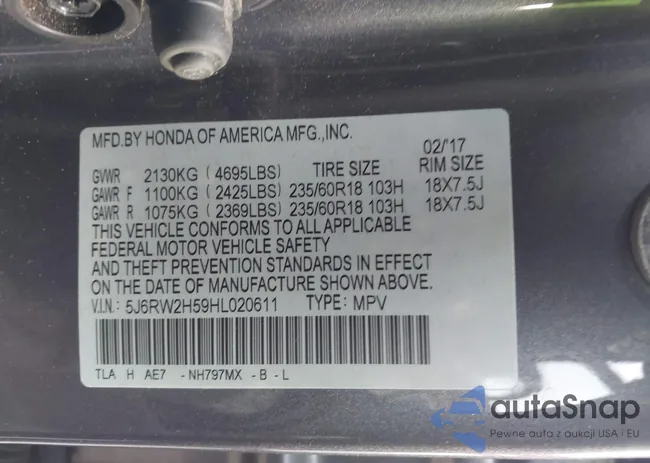 MFD.BY HONDA OF AMERICA MFG.,INC.
02/'17
GVWR 2130KG ( 4695LBS ) TIRE SIZE RIM SIZE
GAWR F 1100KG ( 2425LBS ) 235/60R18 103H 18X7.5J
GAWR R 1075KG ( 2369LBS ) 235/60R18 103H 18X7.5J
THIS VEHICLE CONFORMS TO ALL APPLICABLE
FEDERAL MOTOR VEHICLE SAFETY
AND THEFT PREVENTION STANDARDS IN EFFECT
ON THE DATE OF MANUFACTURE SHOWN ABOVE.
V.I.N.: 5J6RW2H59HL020611 TYPE: MPV
TLA H AE7 -NH797MX -B -L
autaSnap
Pewne auta z aukcji USA i EU